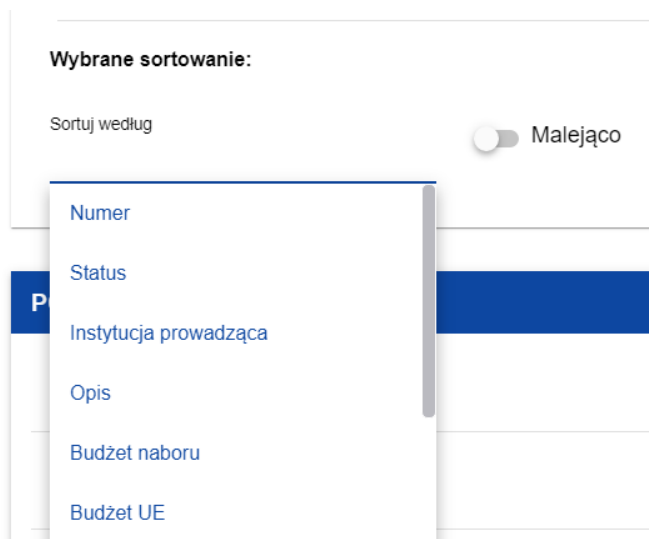 Wybrane sortowanie:
Sortuj według
Malejąco
Numer
Status
Instytucja prowadząca
Opis
Budżet naboru
Budżet UE